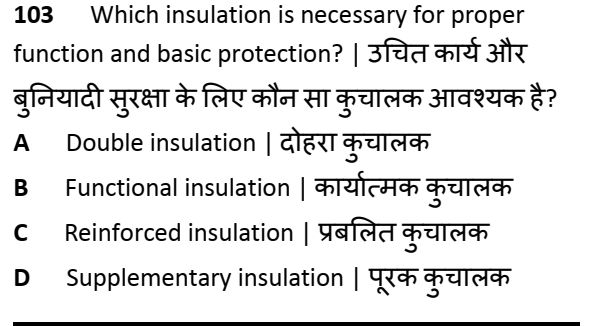 103 Which insulation is necessary for proper
function and basic protection? | उचित कार्य और
बुनियादी सुरक्षा के लिए कौन सा कुचालक आवश्यक है?
A Double insulation | दोहरा कुचालक
B Functional insulation | कार्यात्मक कुचालक
C Reinforced insulation | प्रबलित कुचालक
D Supplementary insulation | पूरक कुचालक